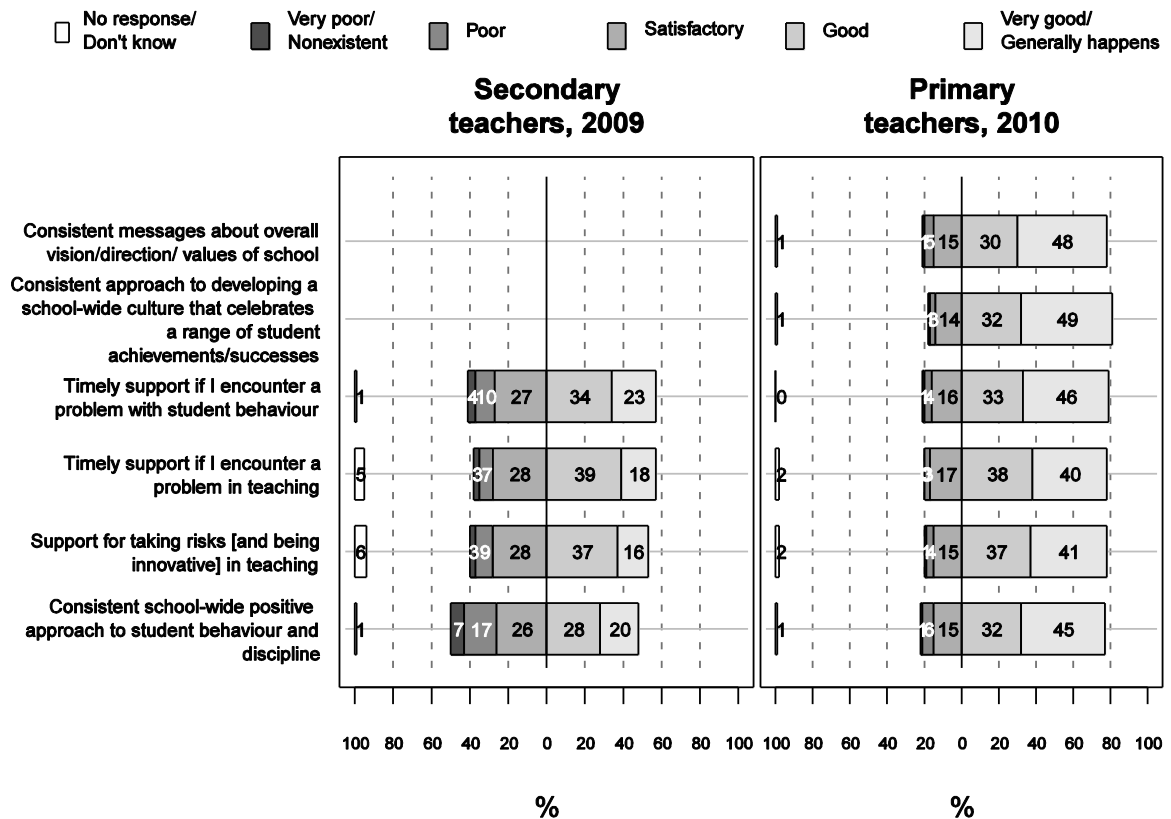 No response/
Don't know
Very poor/
Nonexistent
Poor
Satisfactory
Good
Very good/
Generally happens
Secondary
teachers, 2009
Primary
teachers, 2010
Consistent messages about overall
vision/direction/ values of school
1 15 30 48
Consistent approach to developing a
school-wide culture that celebrates
a range of student
achievements/successes
1 14 32 49
Timely support if I encounter a
problem with student behaviour
1 4 10 27 34 23
0 1 4 16 33 46
Timely support if I encounter a
problem in teaching
5 3 7 28 39 18
2 3 17 38 40
Support for taking risks [and being
innovative] in teaching
6 3 9 28 37 16
2 1 4 15 37 41
Consistent school-wide positive
approach to student behaviour and
discipline
1 7 17 26 28 20
1 1 6 15 32 45
100 80 60 40 20 0 20 40 60 80 100
100 80 60 40 20 0 20 40 60 80 100
%
%